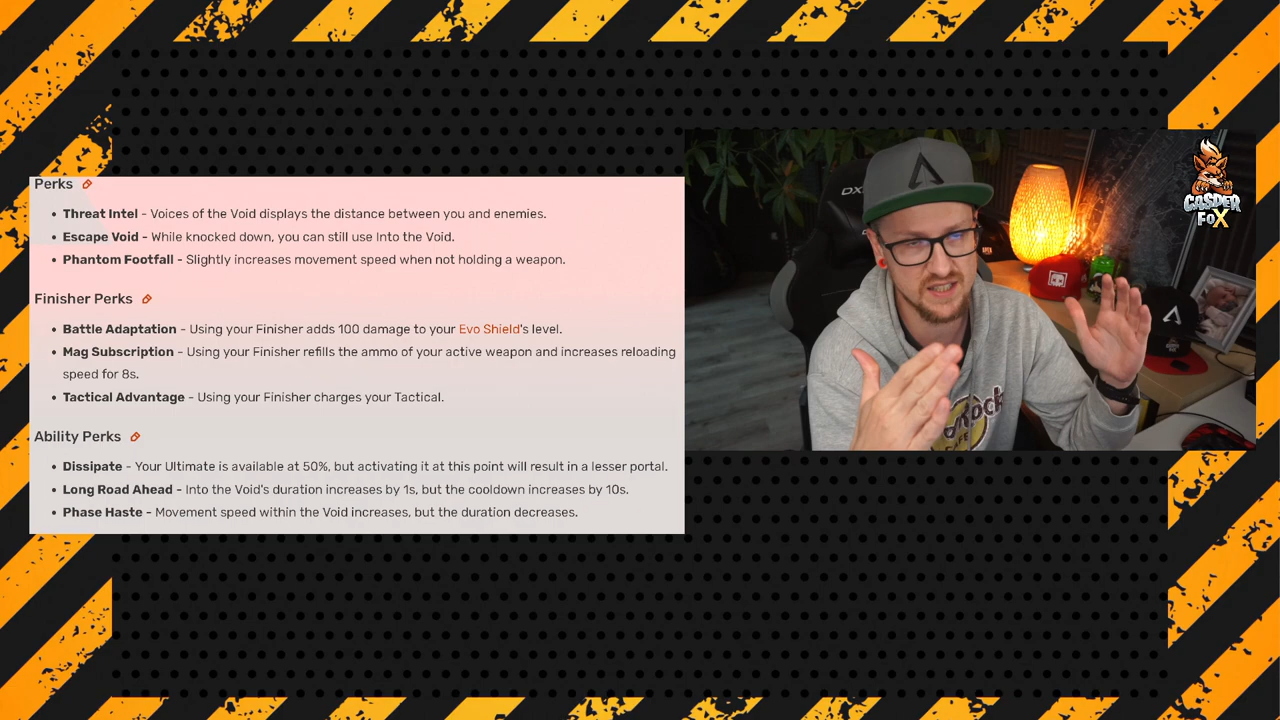 Perks
Threat Intel - Voices of the Void displays the distance between you and enemies.
Escape Void - While knocked down, you can still use Into the Void.
Phantom Footfall - Slightly increases movement speed when not holding a weapon.
Finisher Perks
Battle Adaptation - Using your Finisher adds 100 damage to your Evo Shield's level.
Mag Subscription - Using your Finisher refills the ammo of your active weapon and increases reloading
speed for 8s.
Tactical Advantage - Using your Finisher charges your Tactical.
Ability Perks
Dissipate - Your Ultimate is available at 50%, but activating it at this point will result in a lesser portal.
Long Road Ahead - Into the Void's duration increases by 1s, but the cooldown increases by 10s.
Phase Haste - Movement speed within the Void increases, but the duration decreases.
CASPER
FoX
DX
Rock
CAFE